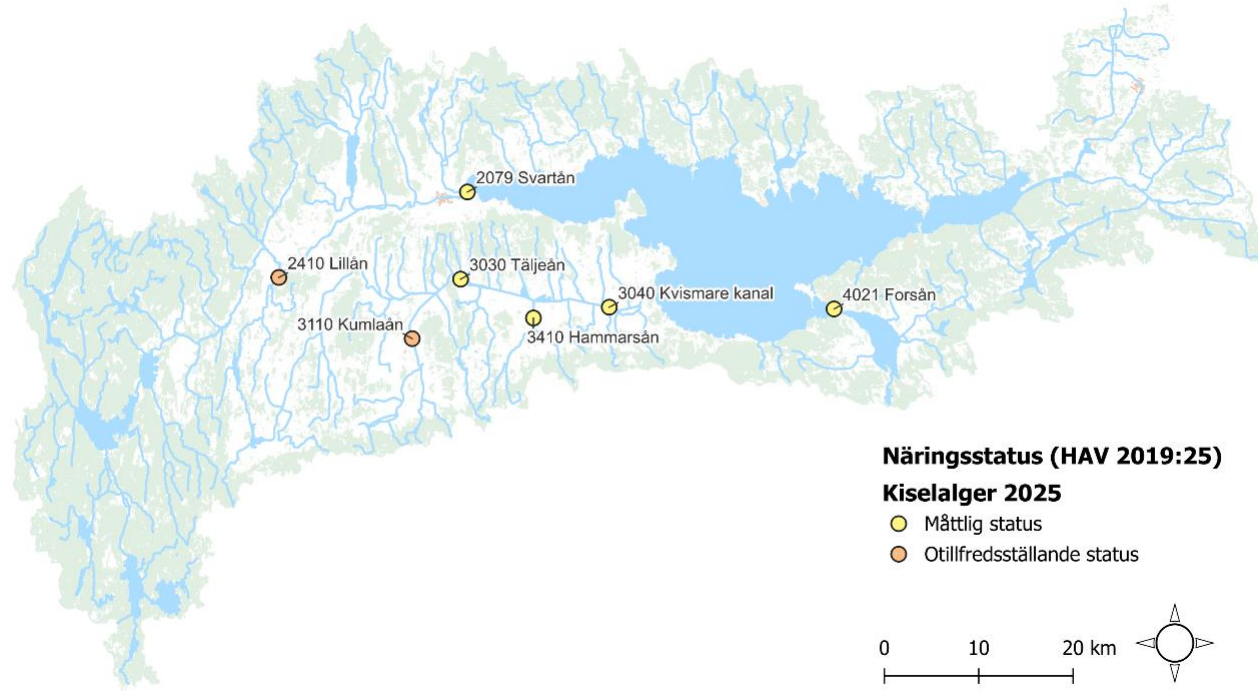 2079 Svartån
2410 Lillån
3030 Täljeån
3040 Kvismare kanal
4021 Forsån
3110 Kumlaån
3410 Hammarsån
Näringsstatus (HAV 2019:25)
Kiselalger 2025
Måttlig status
Otillfredsställande status
0 10 20 km